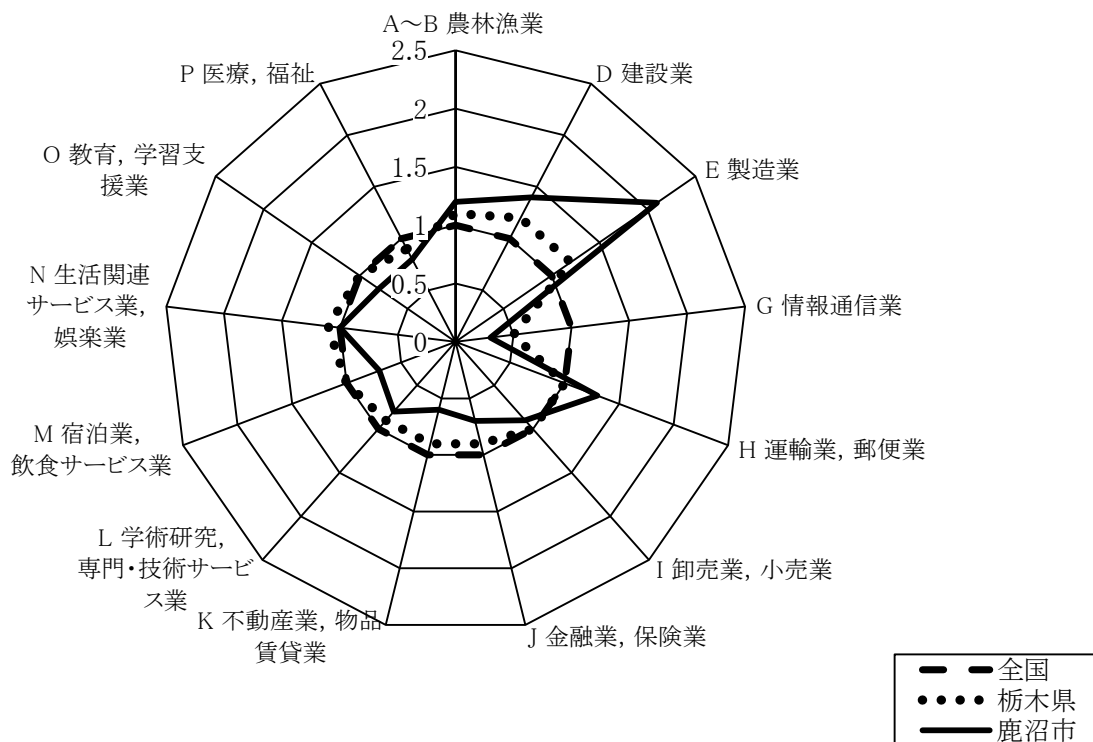 A～B 農林漁業
D 建設業
E 製造業
G 情報通信業
H 運輸業, 郵便業
I 卸売業, 小売業
J 金融業, 保険業
K 不動産業, 物品
賃貸業
L 学術研究,
専門・技術サービ
ス業
M 宿泊業,
飲食サービス業
N 生活関連
サービス業,
娯楽業
O 教育, 学習支
援業
P 医療, 福祉
2.5
2
1.5
1
0.5
0
全国
栃木県
鹿沼市